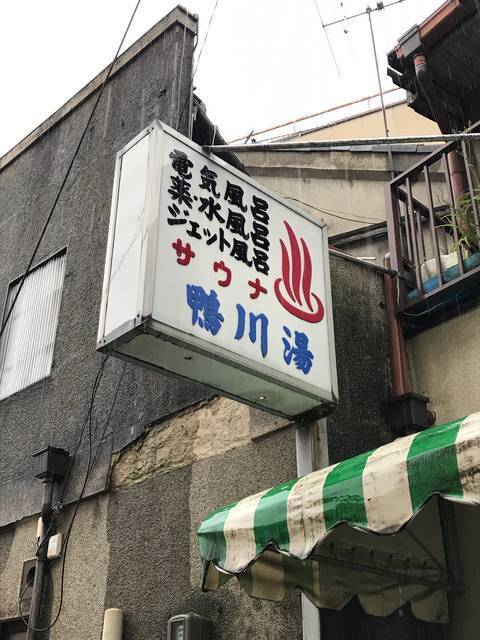 電気風呂
薬・水風呂
ジェット風呂
サウナ
鴨川湯